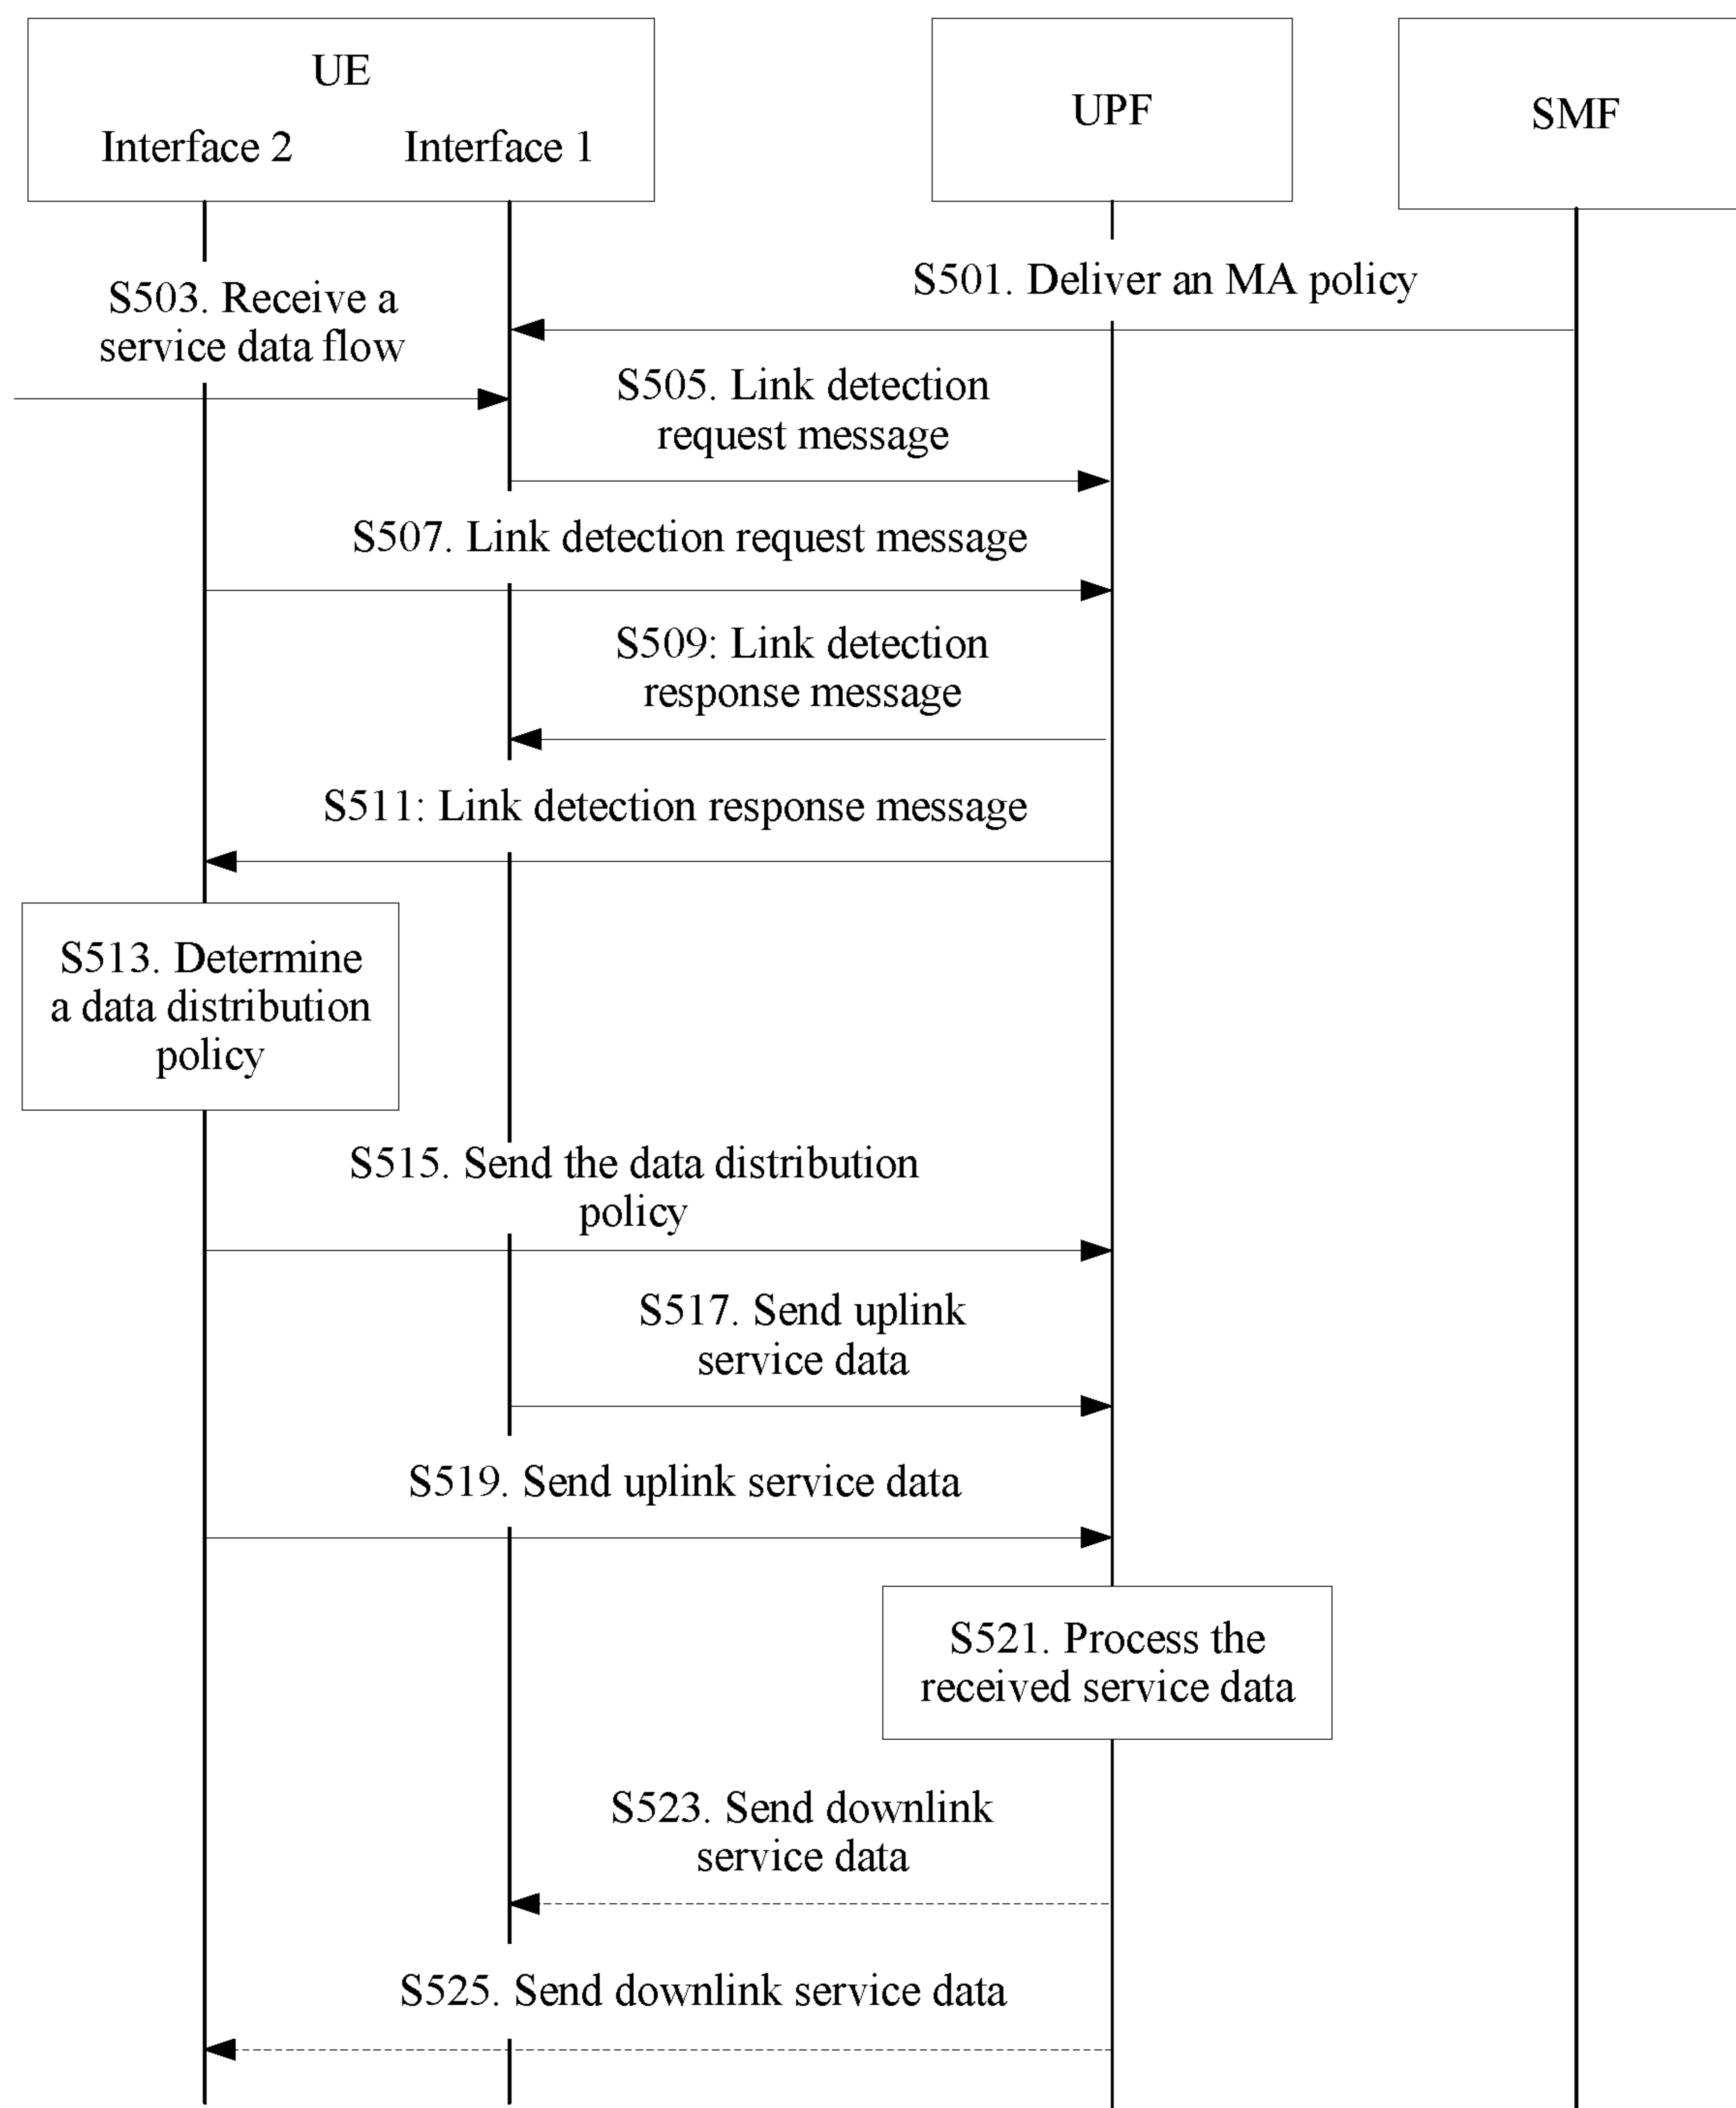 UE
Interface 2
Interface 1
UPF
SMF
S501. Deliver an MA policy
S503. Receive a
service data flow
S505. Link detection
request message
S507. Link detection request message
S509: Link detection
response message
S511: Link detection response message
S513. Determine
a data distribution
policy
S515. Send the data distribution
policy
S517. Send uplink
service data
S519. Send uplink service data
S521. Process the
received service data
S523. Send downlink
service data
S525. Send downlink service data